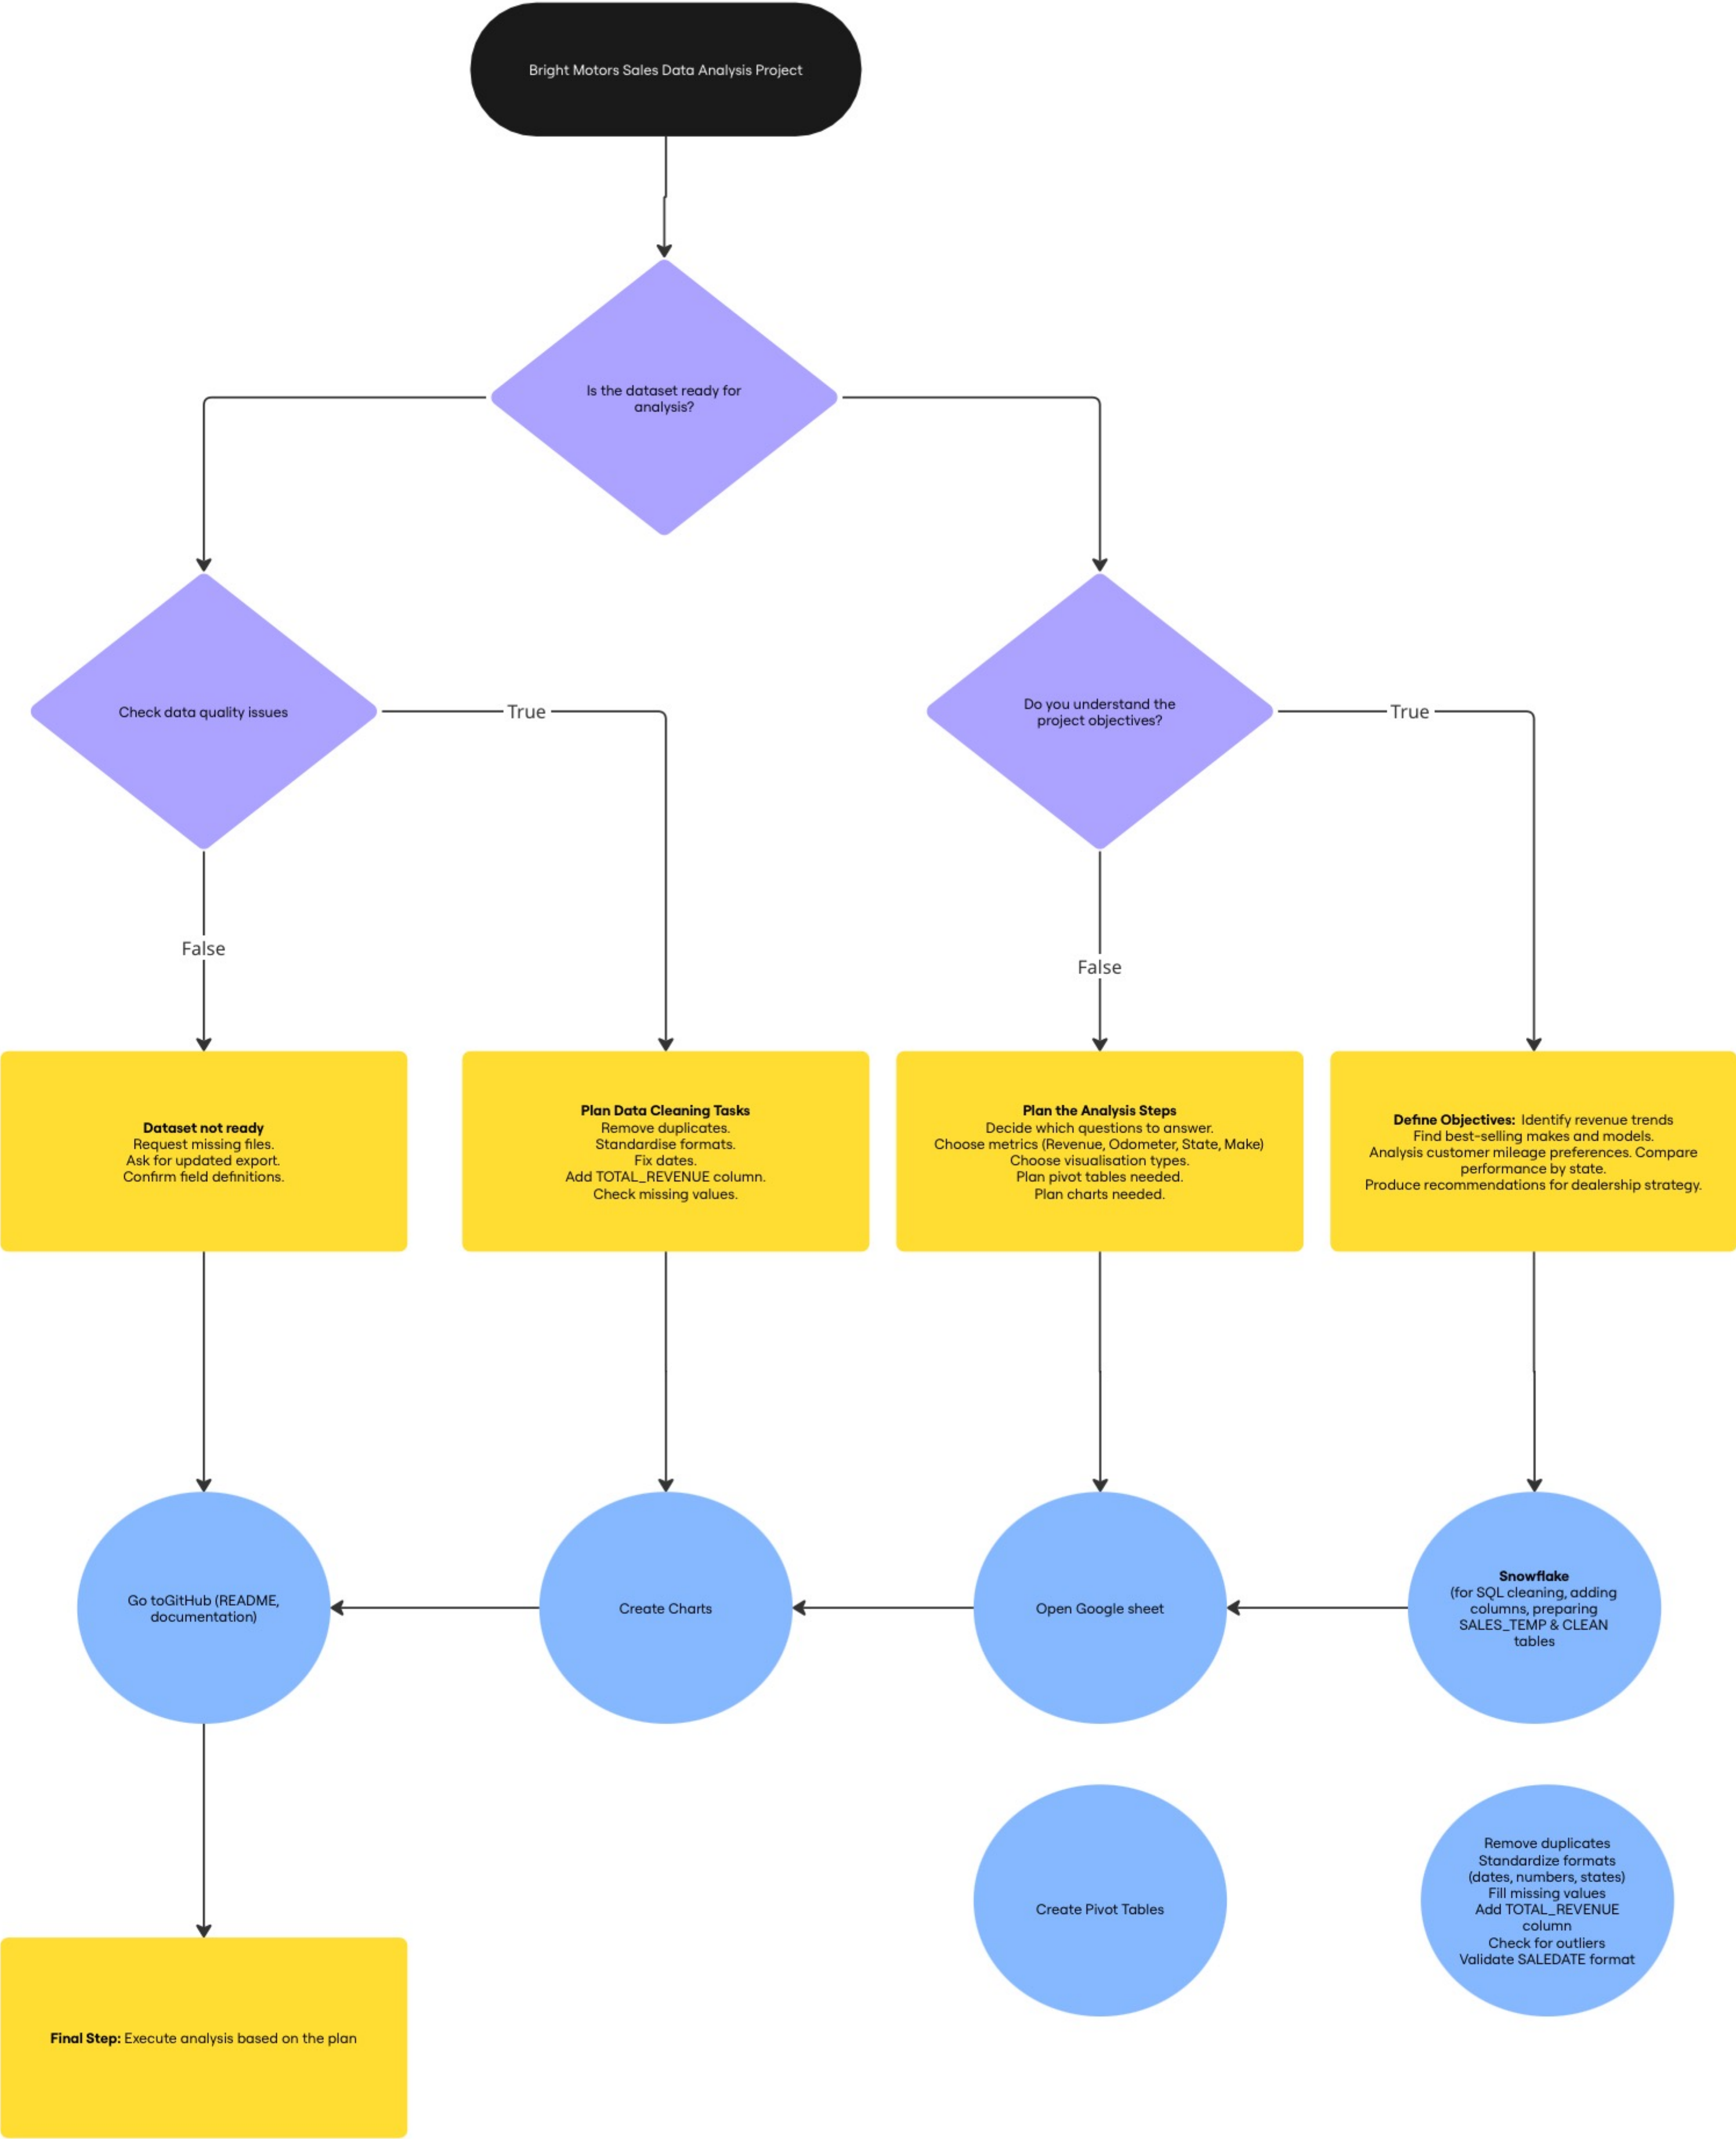 Bright Motors Sales Data Analysis Project
Is the dataset ready for
analysis?
Check data quality issues
True
Do you understand the
project objectives?
True
False
False
Dataset not ready
Request missing files.
Ask for updated export.
Confirm field definitions.
Plan Data Cleaning Tasks
Remove duplicates.
Standardise formats.
Fix dates.
Add TOTAL_REVENUE column.
Check missing values.
Plan the Analysis Steps
Decide which questions to answer.
Choose metrics (Revenue, Odometer, State, Make)
Choose visualisation types.
Plan pivot tables needed.
Plan charts needed.
Define Objectives: Identify revenue trends
Find best-selling makes and models.
Analysis customer mileage preferences. Compare
performance by state.
Produce recommendations for dealership strategy.
Go toGitHub (README,
documentation)
Create Charts
Open Google sheet
Snowflake
(for SQL cleaning, adding
columns, preparing
SALES_TEMP & CLEAN
tables
Create Pivot Tables
Remove duplicates
Standardize formats
(dates, numbers, states)
Fill missing values
Add TOTAL_REVENUE
column
Check for outliers
Validate SALEDATE format
Final Step: Execute analysis based on the plan